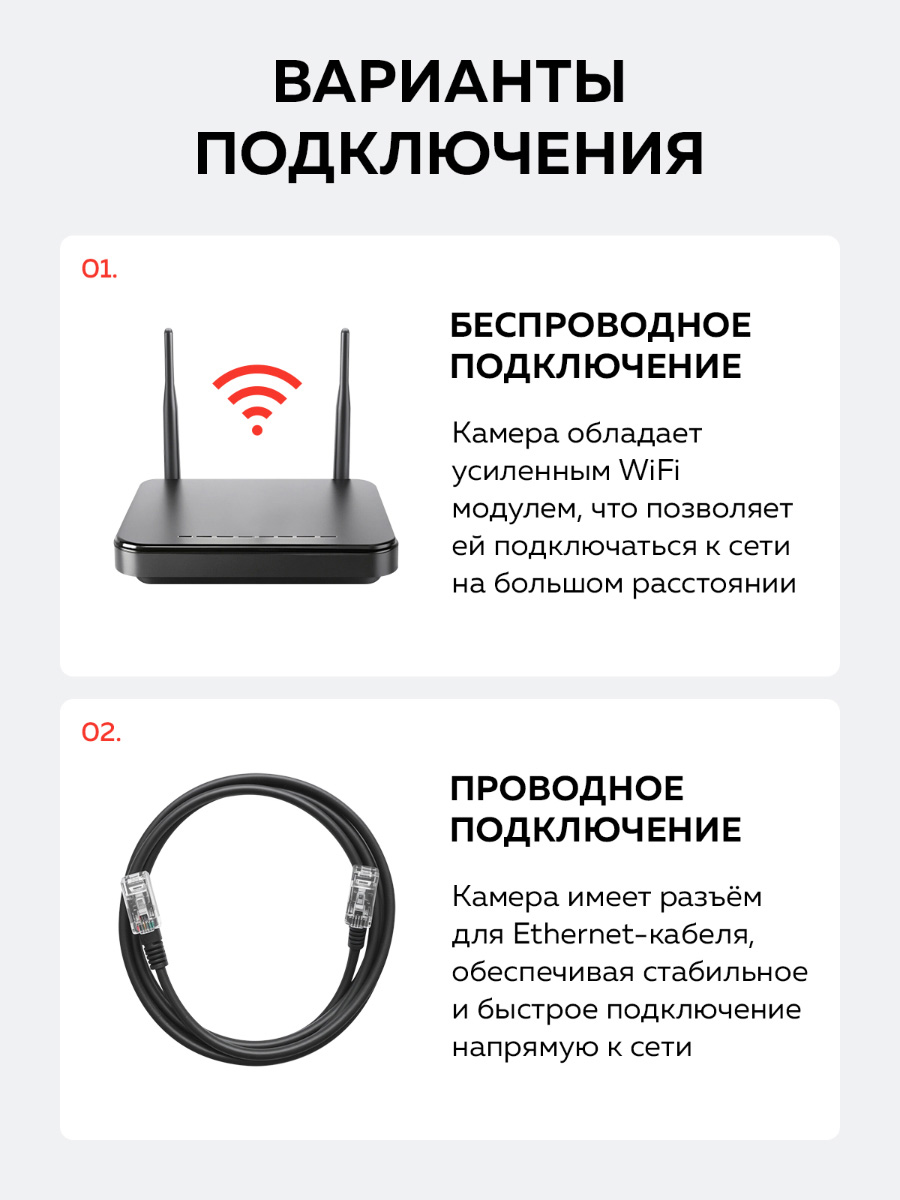 ВАРИАНТЫ
ПОДКЛЮЧЕНИЯ
01.
БЕСПРОВОДНОЕ
ПОДКЛЮЧЕНИЕ
Камера обладает
усиленным WiFi
модулем, что позволяет
ей подключаться к сети
на большом расстоянии
02.
ПРОВОДНОЕ
ПОДКЛЮЧЕНИЕ
Камера имеет разъём
для Ethernet-кабеля,
обеспечивая стабильное
и быстрое подключение
напрямую к сети